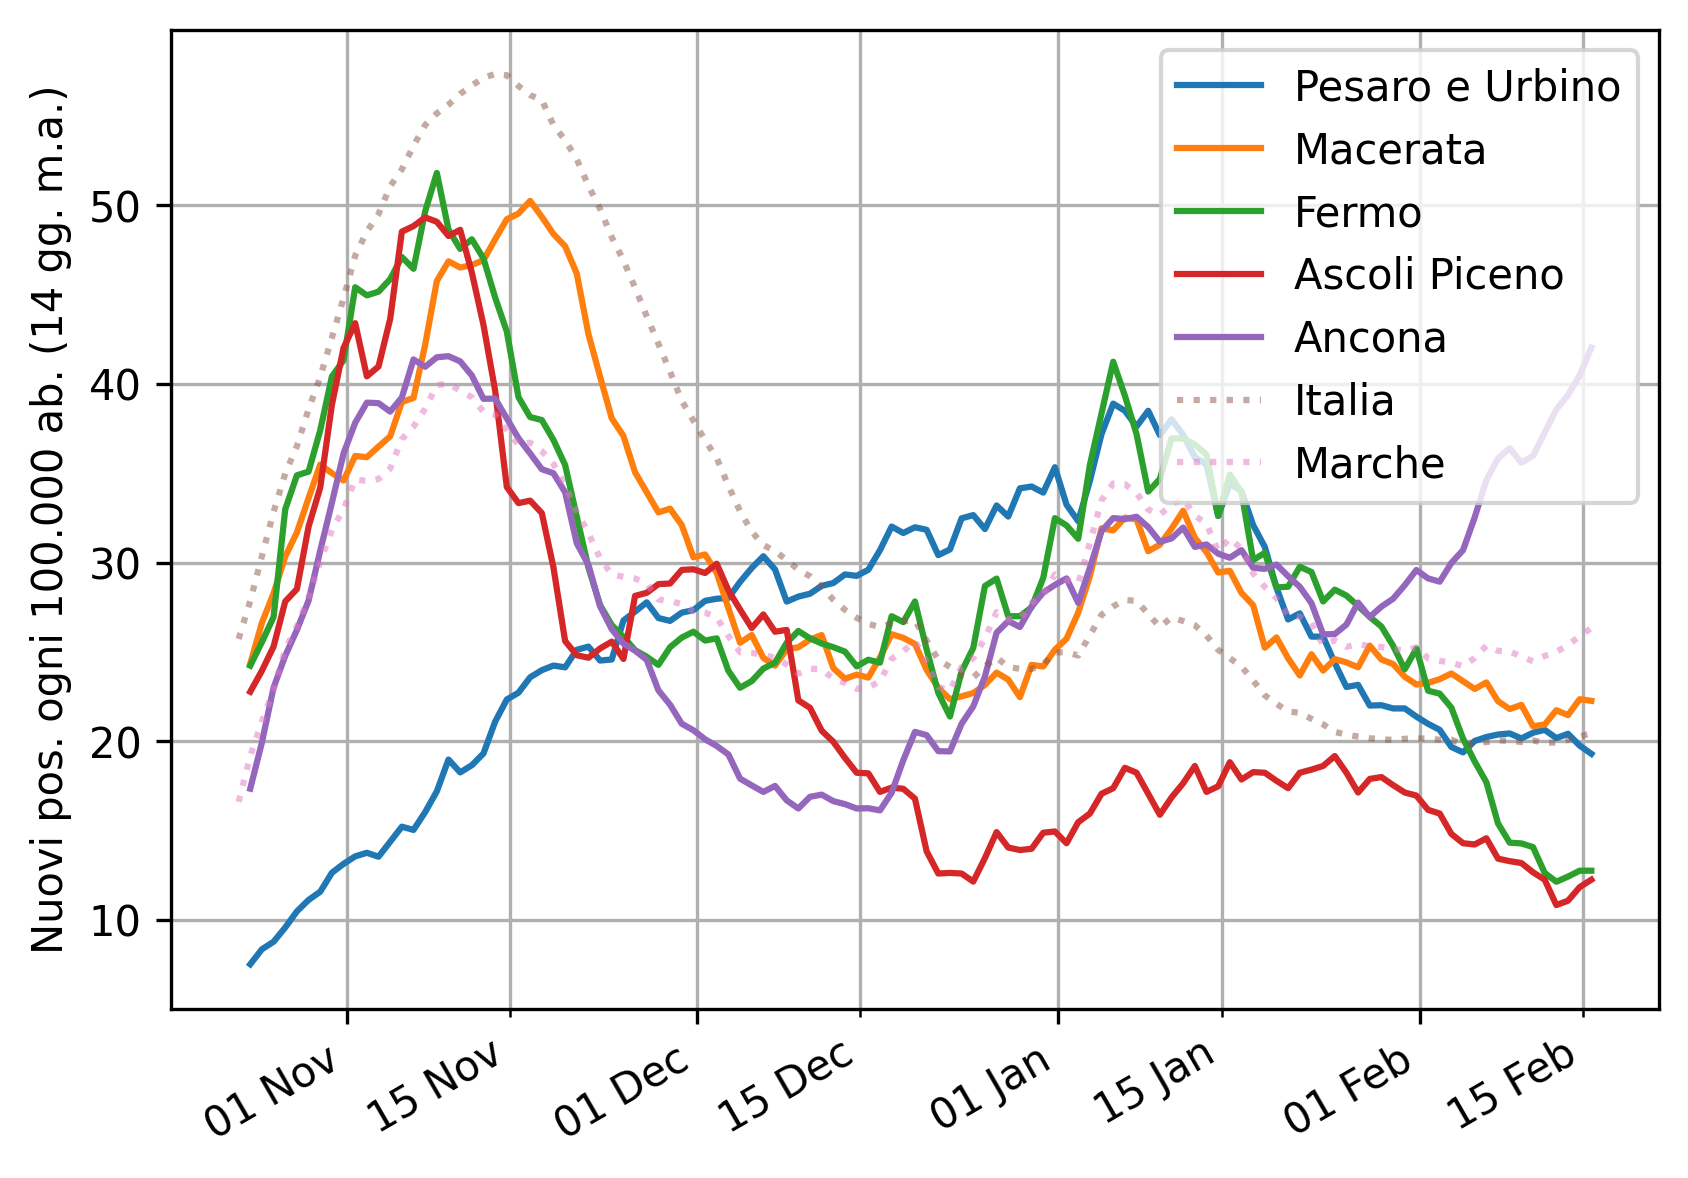 Nuovi pos. ogni 100.000 ab. (14 gg. m.a.)
50
40
30
20
10
01 Nov
15 Nov
01 Dec
15 Dec
01 Jan
15 Jan
01 Feb
15 Feb
Pesaro e Urbino
Macerata
Fermo
Ascoli Piceno
Ancona
Italia
Marche